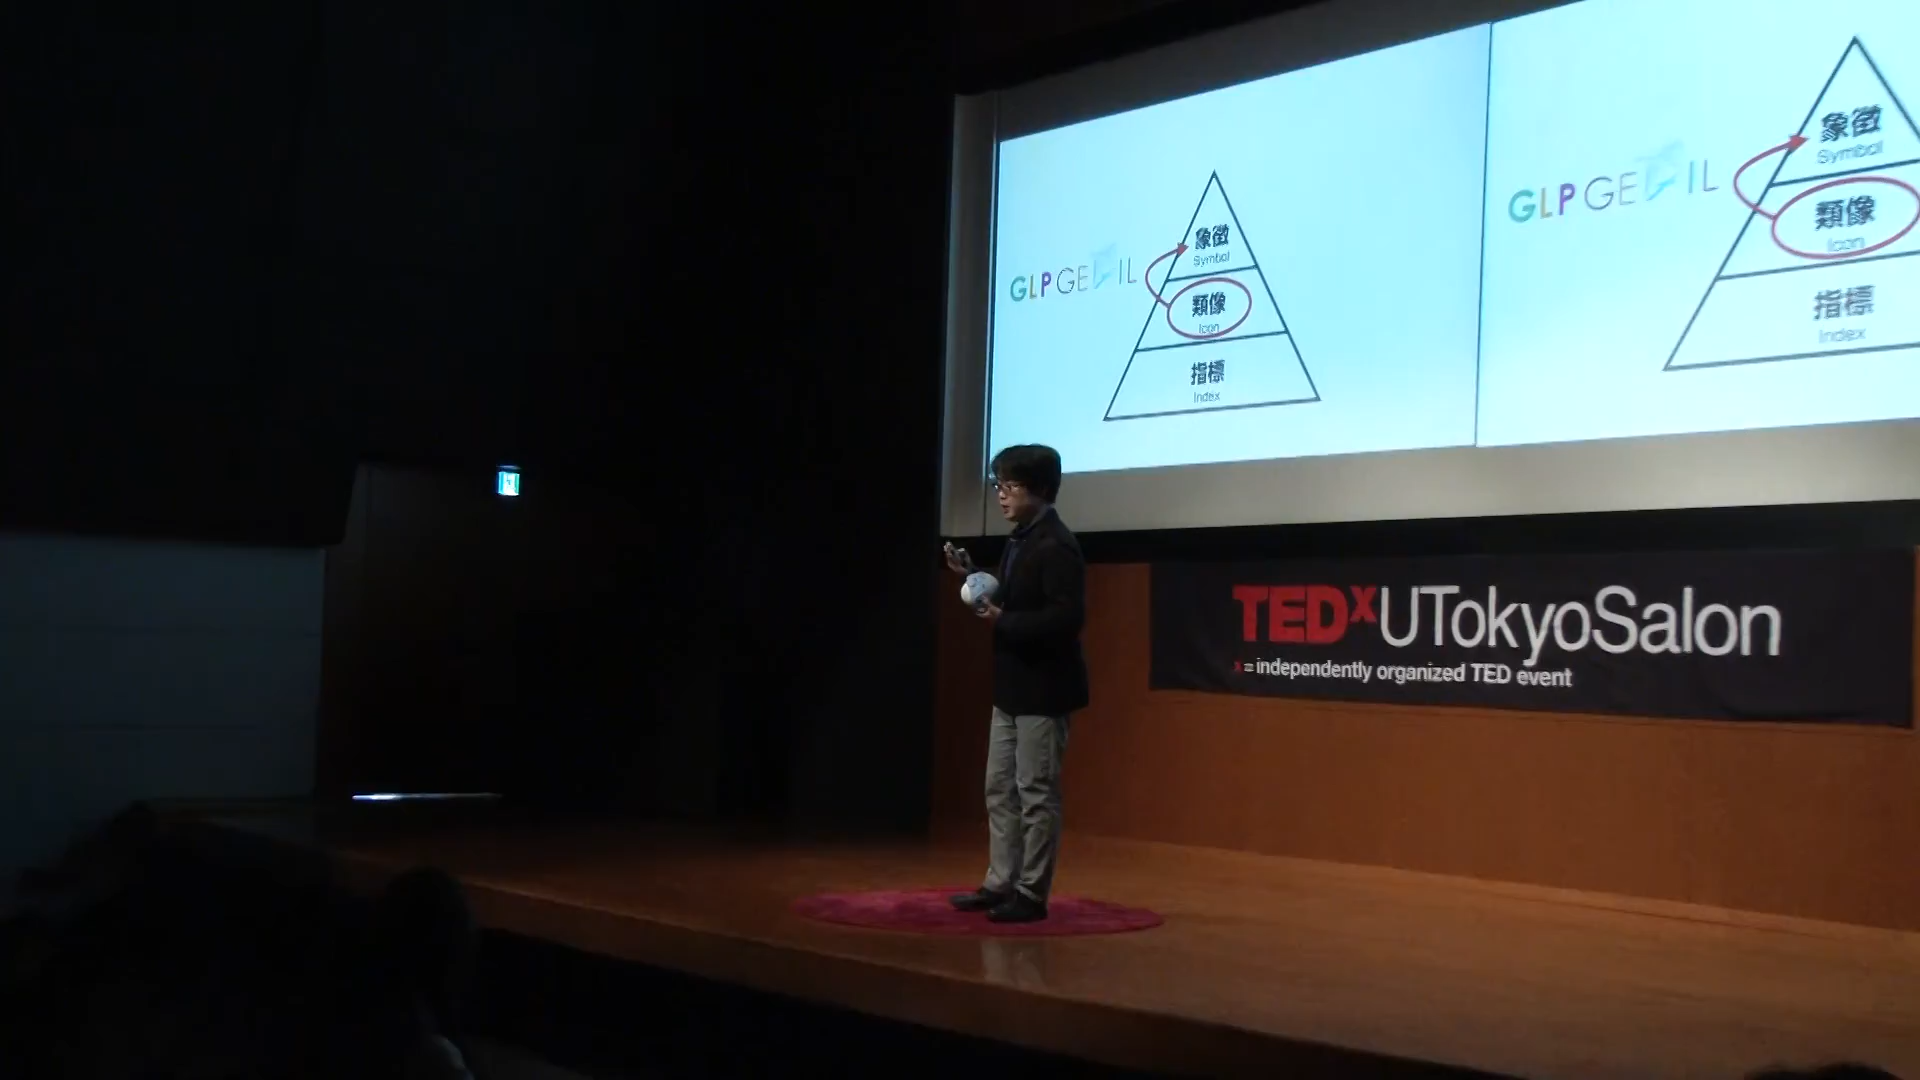 GLP GE IL
象徴
Symbol
類像
Icon
指標
Index
GLP GE IL
象徴
Symbol
類像
Icon
指標
Index
TEDxUTokyoSalon
x = independently organized TED event